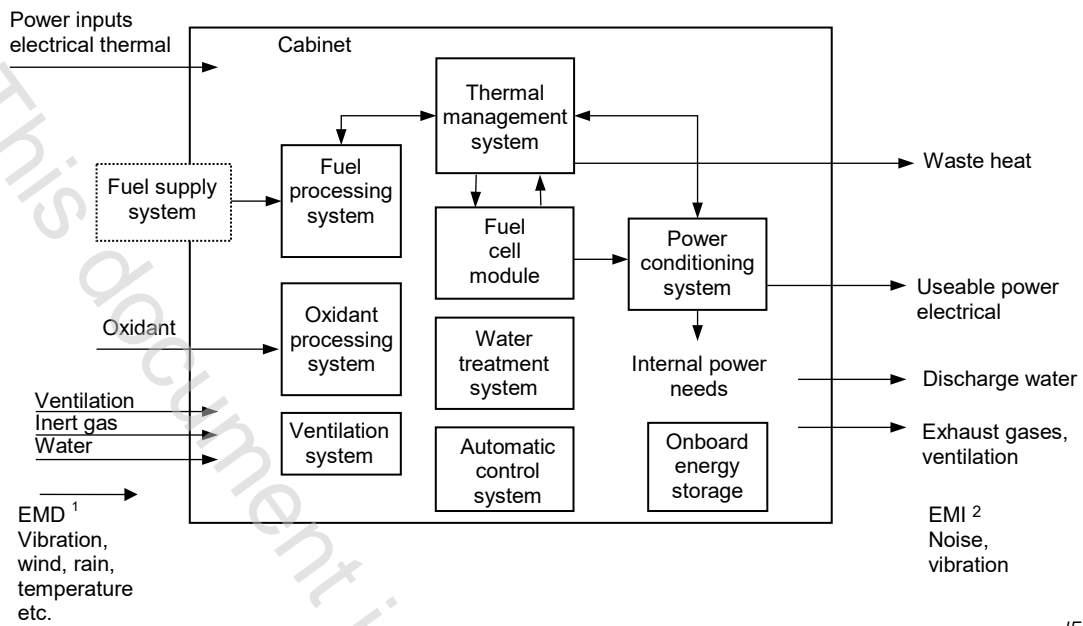 Power inputs
electrical thermal
Cabinet
Thermal
management
system
Fuel supply
system
Fuel
processing
system
Waste heat
Fuel
cell
module
Power
conditioning
system
Useable power
electrical
Oxidant
Oxidant
processing
system
Water
treatment
system
Internal power
needs
Discharge water
Ventilation
Inert gas
Water
Ventilation
system
Automatic
control
system
Onboard
energy
storage
Exhaust gases,
ventilation
EMD 1
Vibration,
wind, rain,
temperature
etc.
EMI 2
Noise,
vibration
This document i